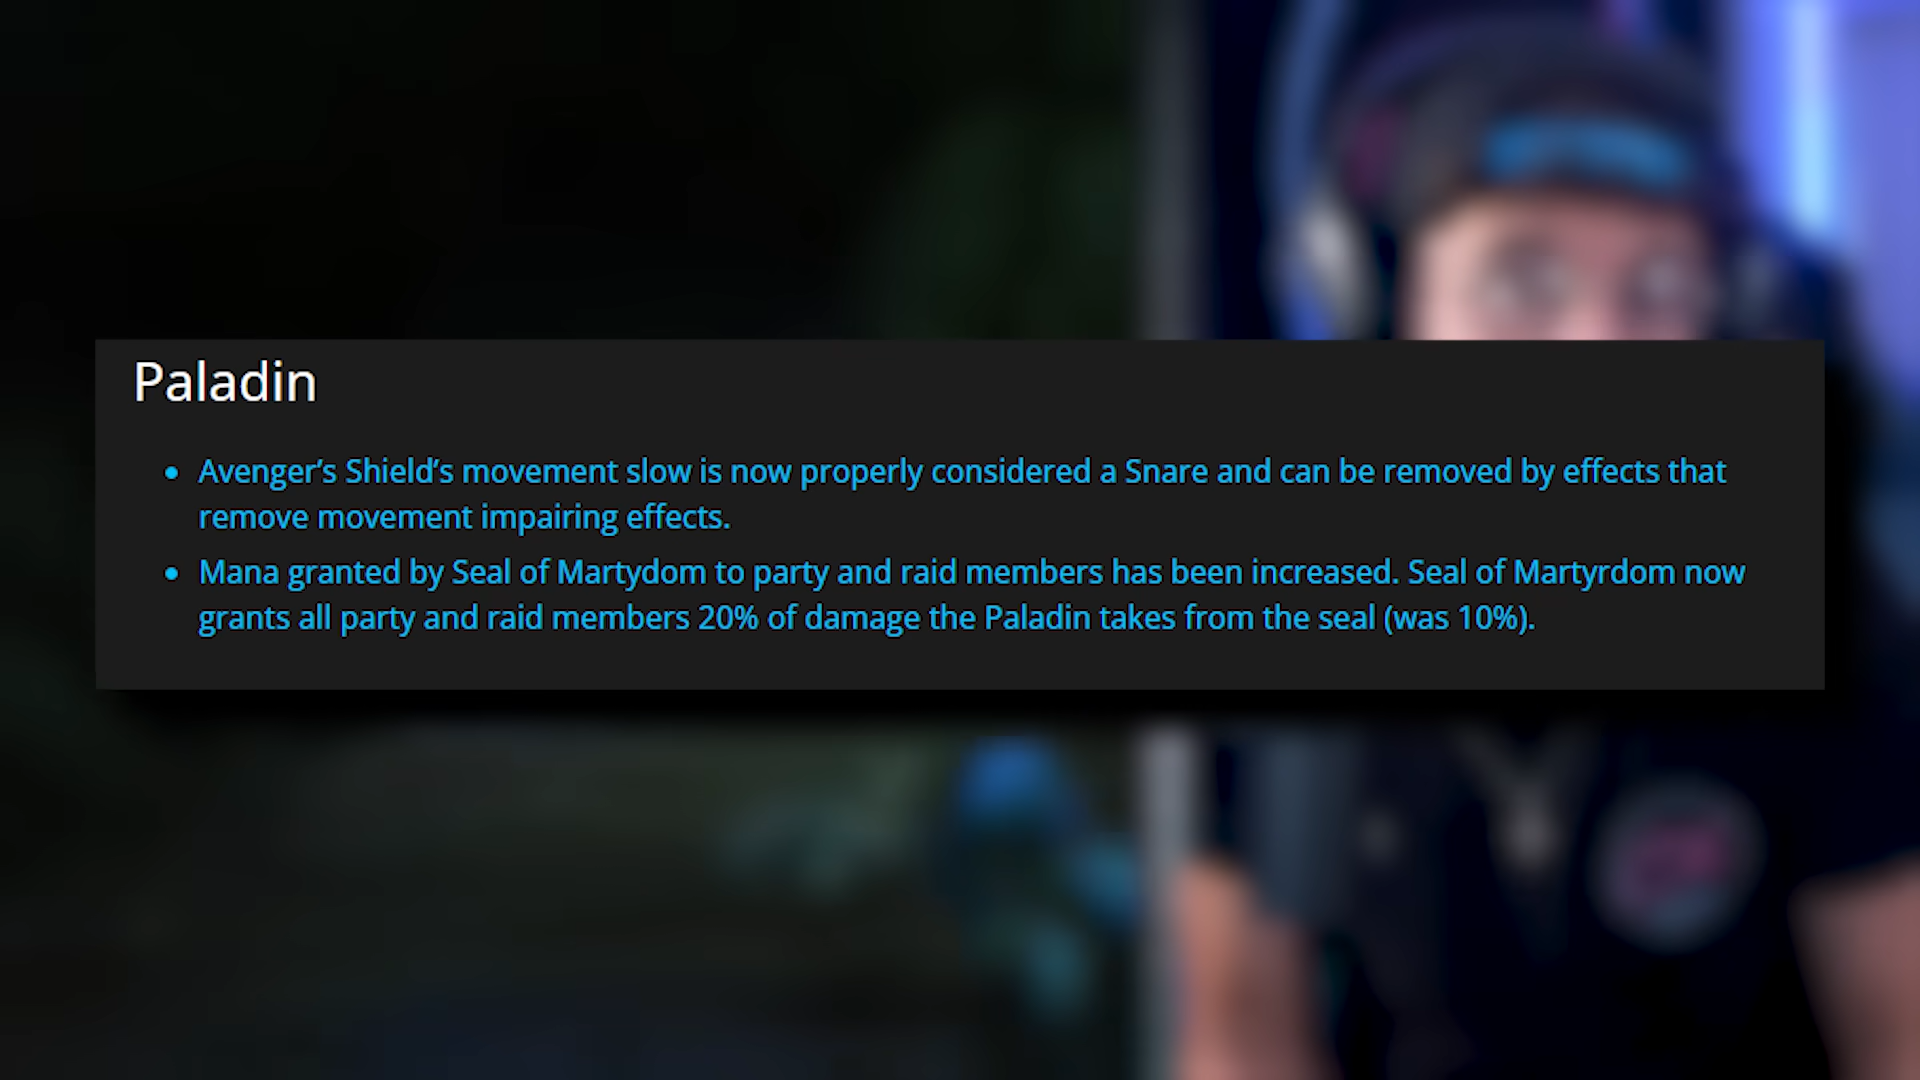 Paladin
• Avenger’s Shield’s movement slow is now properly considered a Snare and can be removed by effects that
remove movement impairing effects.
• Mana granted by Seal of Martydom to party and raid members has been increased. Seal of Martyrdom now
grants all party and raid members 20% of damage the Paladin takes from the seal (was 10%).